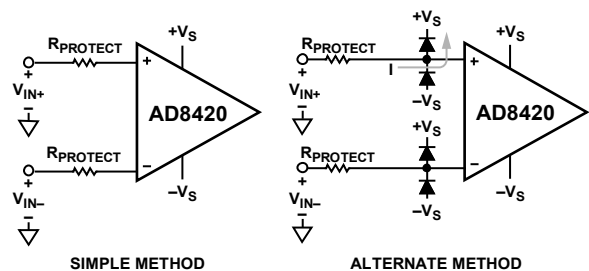 +VS
RPROTECT
+
VIN+
–
+
–
AD8420
RPROTECT
+
VIN–
–
–VS
SIMPLE METHOD
+VS
+VS
RPROTECT
I
+
VIN+
–
–VS
+
–
AD8420
+VS
RPROTECT
+
VIN–
–
–VS
–VS
ALTERNATE METHOD